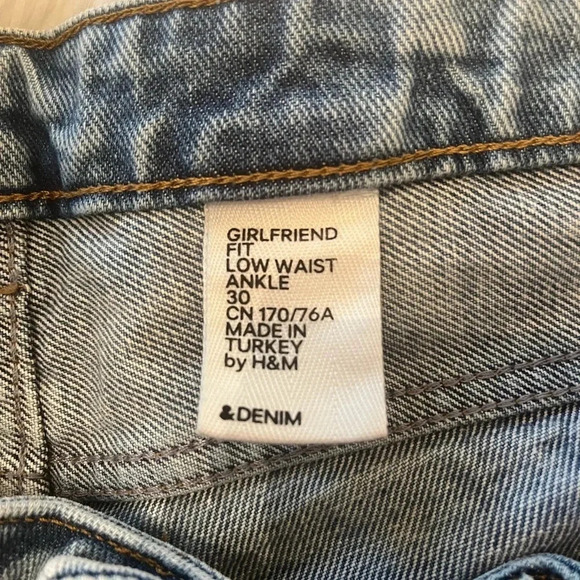 GIRLFRIEND
FIT
LOW WAIST
ANKLE
30
CN 170/76A
MADE IN
TURKEY
by H&M
&DENIM